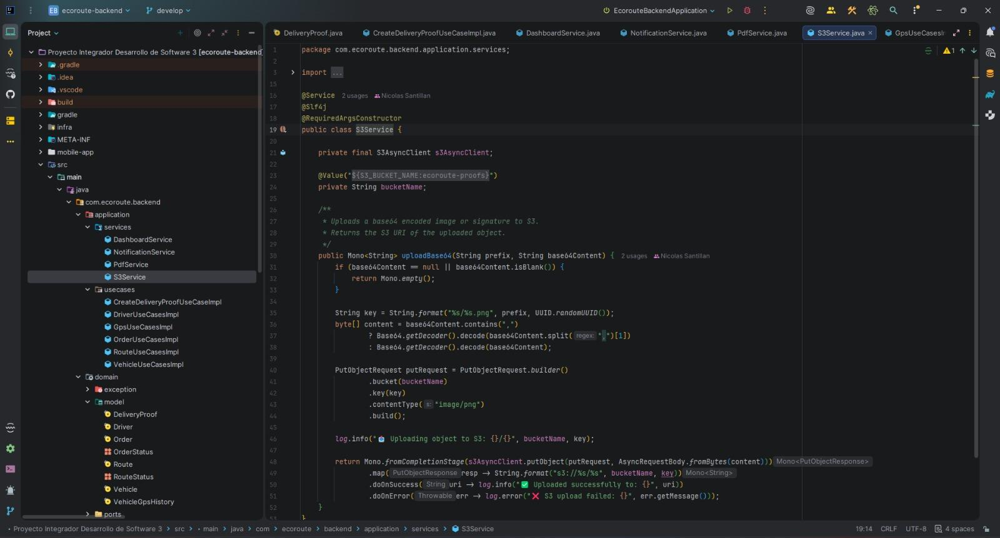 EB ecoroute-backend
develop
EcorouteBackendApplication
Project
DeliveryProof.java
CreateDeliveryProofUseCaseImpl.java
DashboardService.java
NotificationService.java
PdfService.java
S3Service.java
GpsUseCasesI
Proyecto Integrador Desarrollo de Software 3 [ecoroute-backend
.gradle
.idea
.vscode
build
gradle
infra
META-INF
mobile-app
src
main
java
com.ecoroute.backend
application
services
DashboardService
NotificationService
PdfService
S3Service
usecases
CreateDeliveryProofUseCaseImpl
DriverUseCasesImpl
GpsUseCasesImpl
OrderUseCasesImpl
RouteUseCasesImpl
VehicleUseCasesImpl
domain
exception
model
DeliveryProof
Driver
Order
OrderStatus
Route
RouteStatus
Vehicle
VehicleGpsHistory
ports
1 package com.ecoroute.backend.application.services;
2
3 import ...
15
16 @Service 2 usages Nicolas Santillan
17 @Slf4j
18 @RequiredArgsConstructor
19 public class S3Service {
20
21 private final S3AsyncClient s3AsyncClient;
22
23 @Value("${S3_BUCKET_NAME:ecoroute-proofs}")
24 private String bucketName;
25
26 /**
27 * Uploads a base64 encoded image or signature to S3.
28 * Returns the S3 URI of the uploaded object.
29 */
30 public Mono<String> uploadBase64(String prefix, String base64Content) { 2 usages Nicolas Santillan
31 if (base64Content == null || base64Content.isBlank()) {
32 return Mono.empty();
33 }
34
35 String key = String.format("%s/%s.png", prefix, UUID.randomUUID());
36 byte[] content = base64Content.contains(",")
37 ? Base64.getDecoder().decode(base64Content.split( regex: ",")[1])
38 : Base64.getDecoder().decode(base64Content);
39
40 PutObjectRequest putRequest = PutObjectRequest.builder()
41 .bucket(bucketName)
42 .key(key)
43 .contentType( s: "image/png")
44 .build();
45
46 log.info("📤 Uploading object to S3: {}/{}", bucketName, key);
47
48 return Mono.fromCompletionStage(s3AsyncClient.putObject(putRequest, AsyncRequestBody.fromBytes(content))) Mono<PutObjectResponse>
49 .map( PutObjectResponse resp -> String.format("s3://%s/%s", bucketName, key)) Mono<String>
50 .doOnSuccess( String uri -> log.info("✅ Uploaded successfully to: {}", uri))
51 .doOnError( Throwable err -> log.error("❌ S3 upload failed: {}", err.getMessage()));
52 }
53 }
1
Proyecto Integrador Desarrollo de Software 3 > src > main > java > com > ecoroute > backend > application > services > S3Service
19:14 CRLF UTF-8 4 spaces